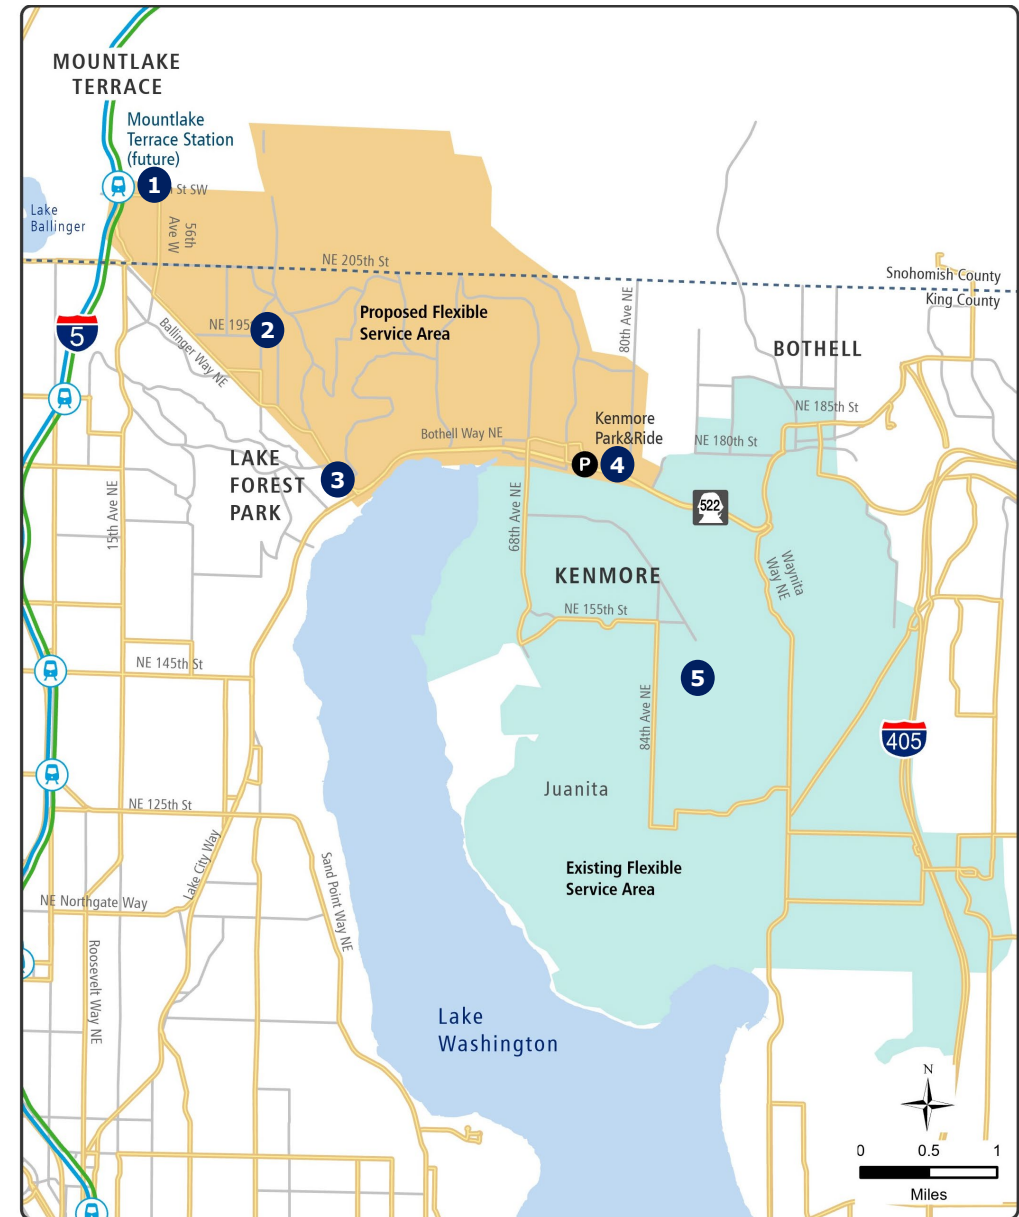 MOUNTLAKE
TERRACE
Mountlake
Terrace Station
(future)
1
St SW
Lake
Ballinger
56th
Ave W
NE 205th St
Snohomish County
King County
5
NE 195
2
Proposed Flexible
Service Area
80th Ave NE
Ballinger Way NE
BOTHELL
NE 185th St
Kenmore
Park&Ride
Bothell Way NE
NE 180th St
P
4
LAKE
FOREST
PARK
3
522
15th Ave NE
68th Ave NE
KENMORE
Waynita
Way NE
NE 155th St
NE 145th St
5
84th Ave NE
405
Juanita
NE 125th St
Lake City Way
Sand Point Way NE
Existing Flexible
Service Area
NE Northgate Way
Roosevelt Way NE
Lake
Washington
N
0 0.5 1
Miles